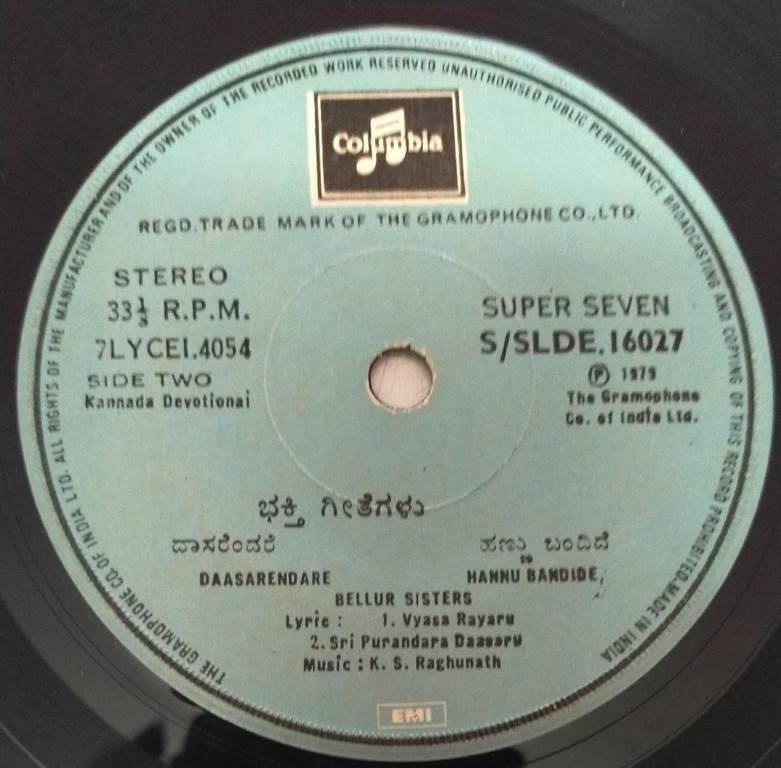 THE GRAMOPHONE CO. OF INDIA LTD. ALL RIGHTS OF THE MANUFACTURER AND OF THE OWNER OF THE RECORDED WORK RESERVED UNAUTHORISED PUBLIC PERFORMANCE BROADCASTING AND COPYING OF THIS RECORD PROHIBITED. MADE IN INDIA
Columbia
REGD. TRADE MARK OF THE GRAMOPHONE CO., LTD.
STEREO
33⅓ R.P.M.
7LYCEI.4054
SIDE TWO
Kannada Devotional
SUPER SEVEN
S/SLDE.16027
Ⓟ 1979
The Gramophone
Co. of India Ltd.
ಭಕ್ತಿ ಗೀತೆಗಳು
ದಾಸರೆಂದರೆ ಹಣ್ಣು ಬಂದಿದೆ
DAASARENDARE HANNU BANDIDE
BELLUR SISTERS
Lyric : 1. Vyasa Rayaru
2. Sri Purandara Daasaru
Music : K. S. Raghunath
EMI